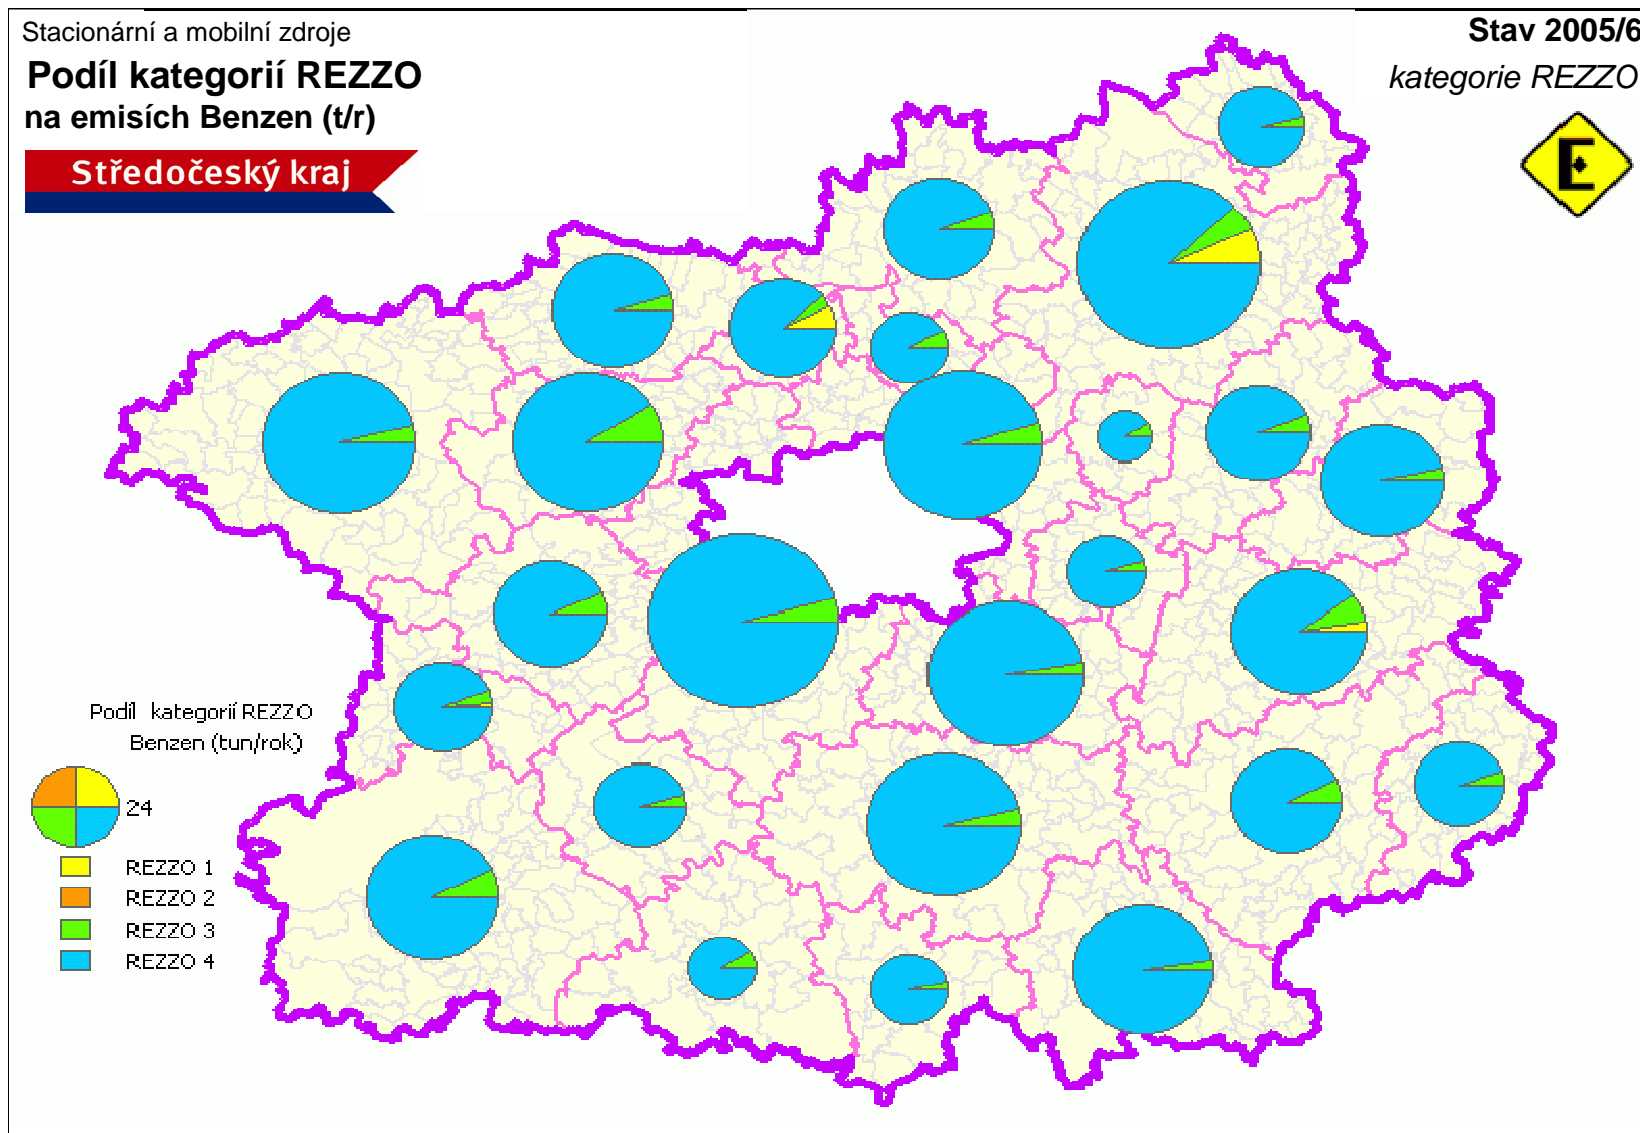 Stacionární a mobilní zdroje
Podíl kategorií REZZO
na emisích Benzen (t/r)
Středočeský kraj
Stav 2005/6
kategorie REZZO
E
Podíl kategorií REZZO
Benzen (tun/rok)
24
REZZO 1
REZZO 2
REZZO 3
REZZO 4